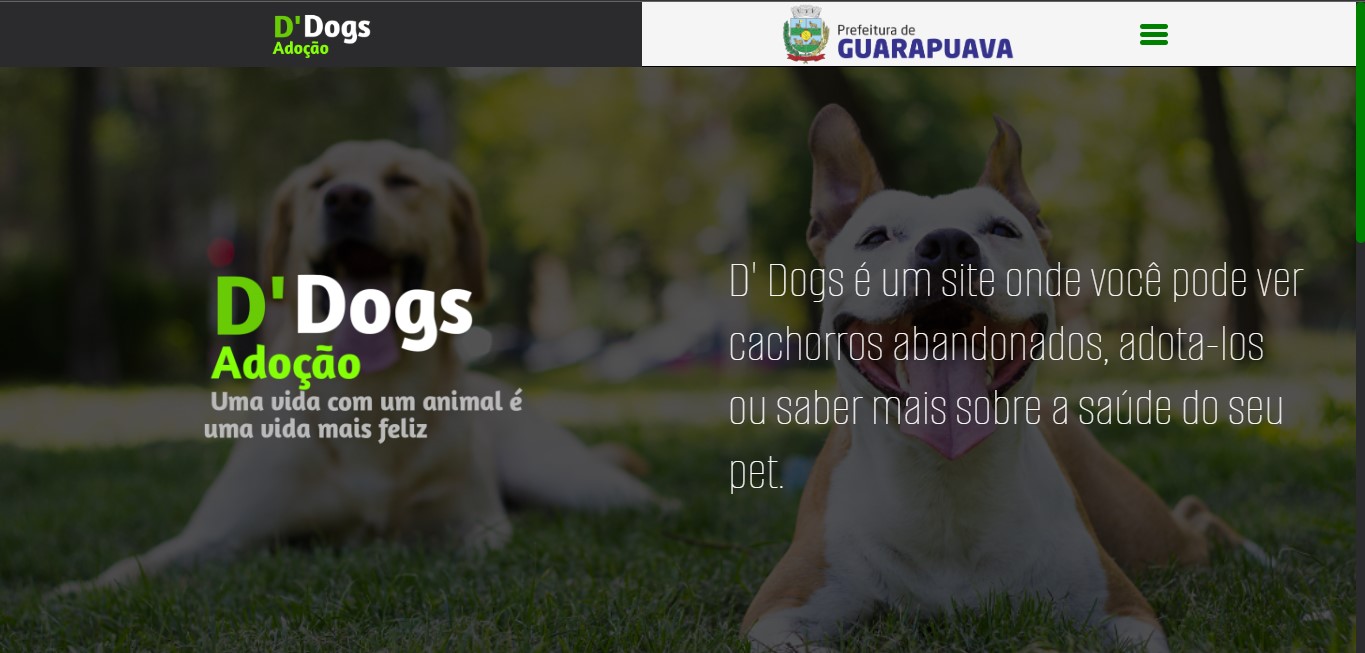 D'Dogs
Adoção
Prefeitura de
GUARAPUAVA
D'Dogs
Adoção
Uma vida com um animal é
uma vida mais feliz
D' Dogs é um site onde você pode ver
cachorros abandonados, adota-los
ou saber mais sobre a saúde do seu
pet.